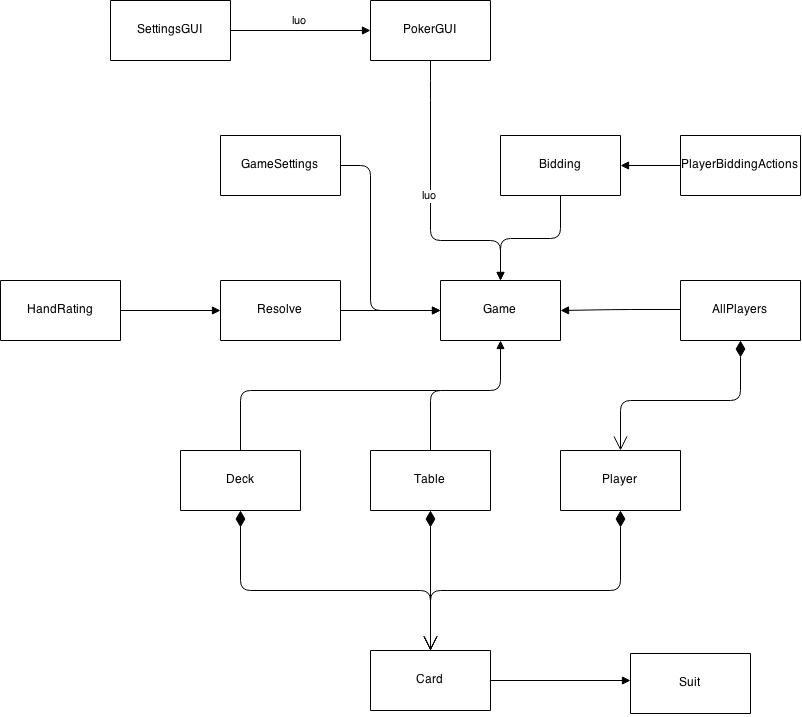 luo
SettingsGUI
PokerGUI
GameSettings
Bidding
PlayerBiddingActions
luo
HandRating
Resolve
Game
AllPlayers
Deck
Table
Player
Card
Suit